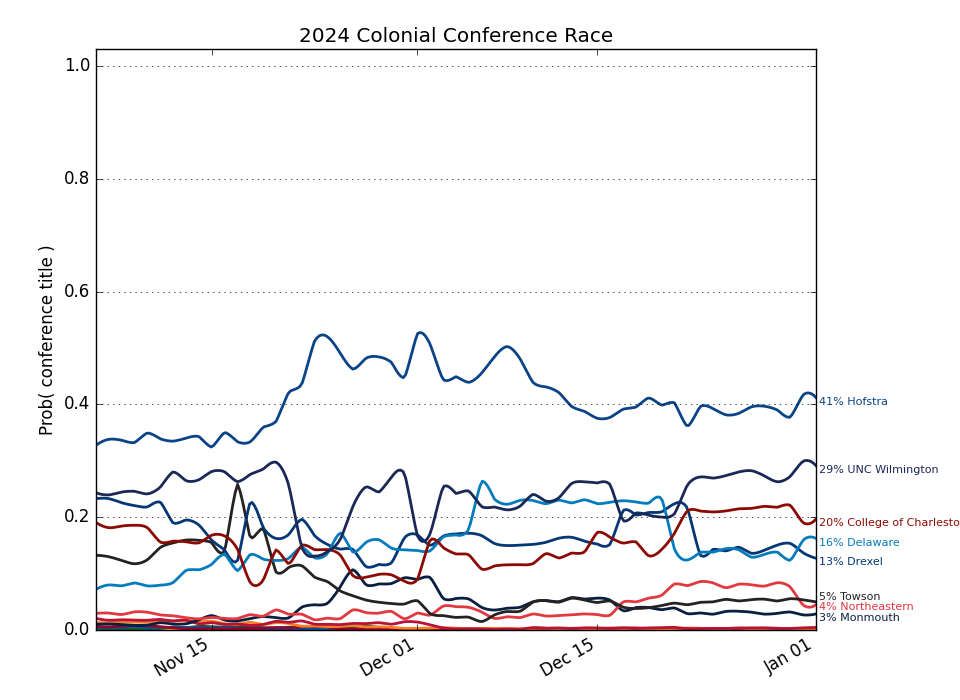 2024 Colonial Conference Race
Prob( conference title )
1.0
0.8
0.6
0.4
0.2
0.0
Nov 15
Dec 01
Dec 15
Jan 01
41% Hofstra
29% UNC Wilmington
20% College of Charlesto
16% Delaware
13% Drexel
5% Towson
4% Northeastern
3% Monmouth